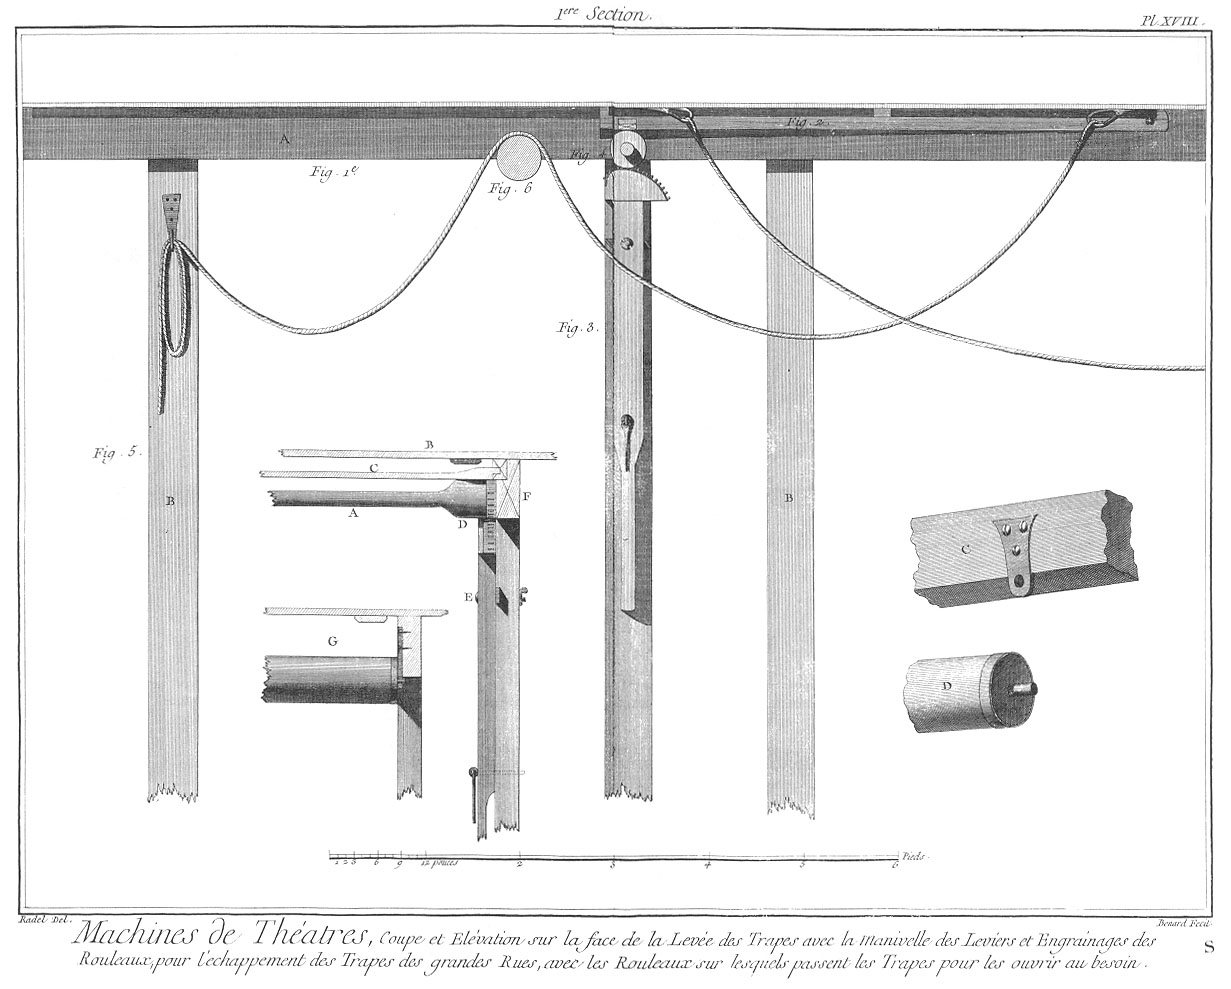 1ere Section.
Pl. XVIII.
A
Fig. 2.
Fig. 1e
Fig. 6
Fig. 3.
Fig. 5.
B
C
A
D
F
B
B
E
C
G
D
1 2 3 6 9 12 pouces 2 3 4 5 6 Pieds.
Radel Del.
Benard Fecit
Machines de Théatres, Coupe et Elévation sur la face de la Levée des Trapes avec la Manivelle des Leviers et Engrainages des
Rouleaux, pour l'echappement des Trapes des grandes Rues, avec les Rouleaux sur lesquels passent les Trapes pour les ouvrir au besoin.
S